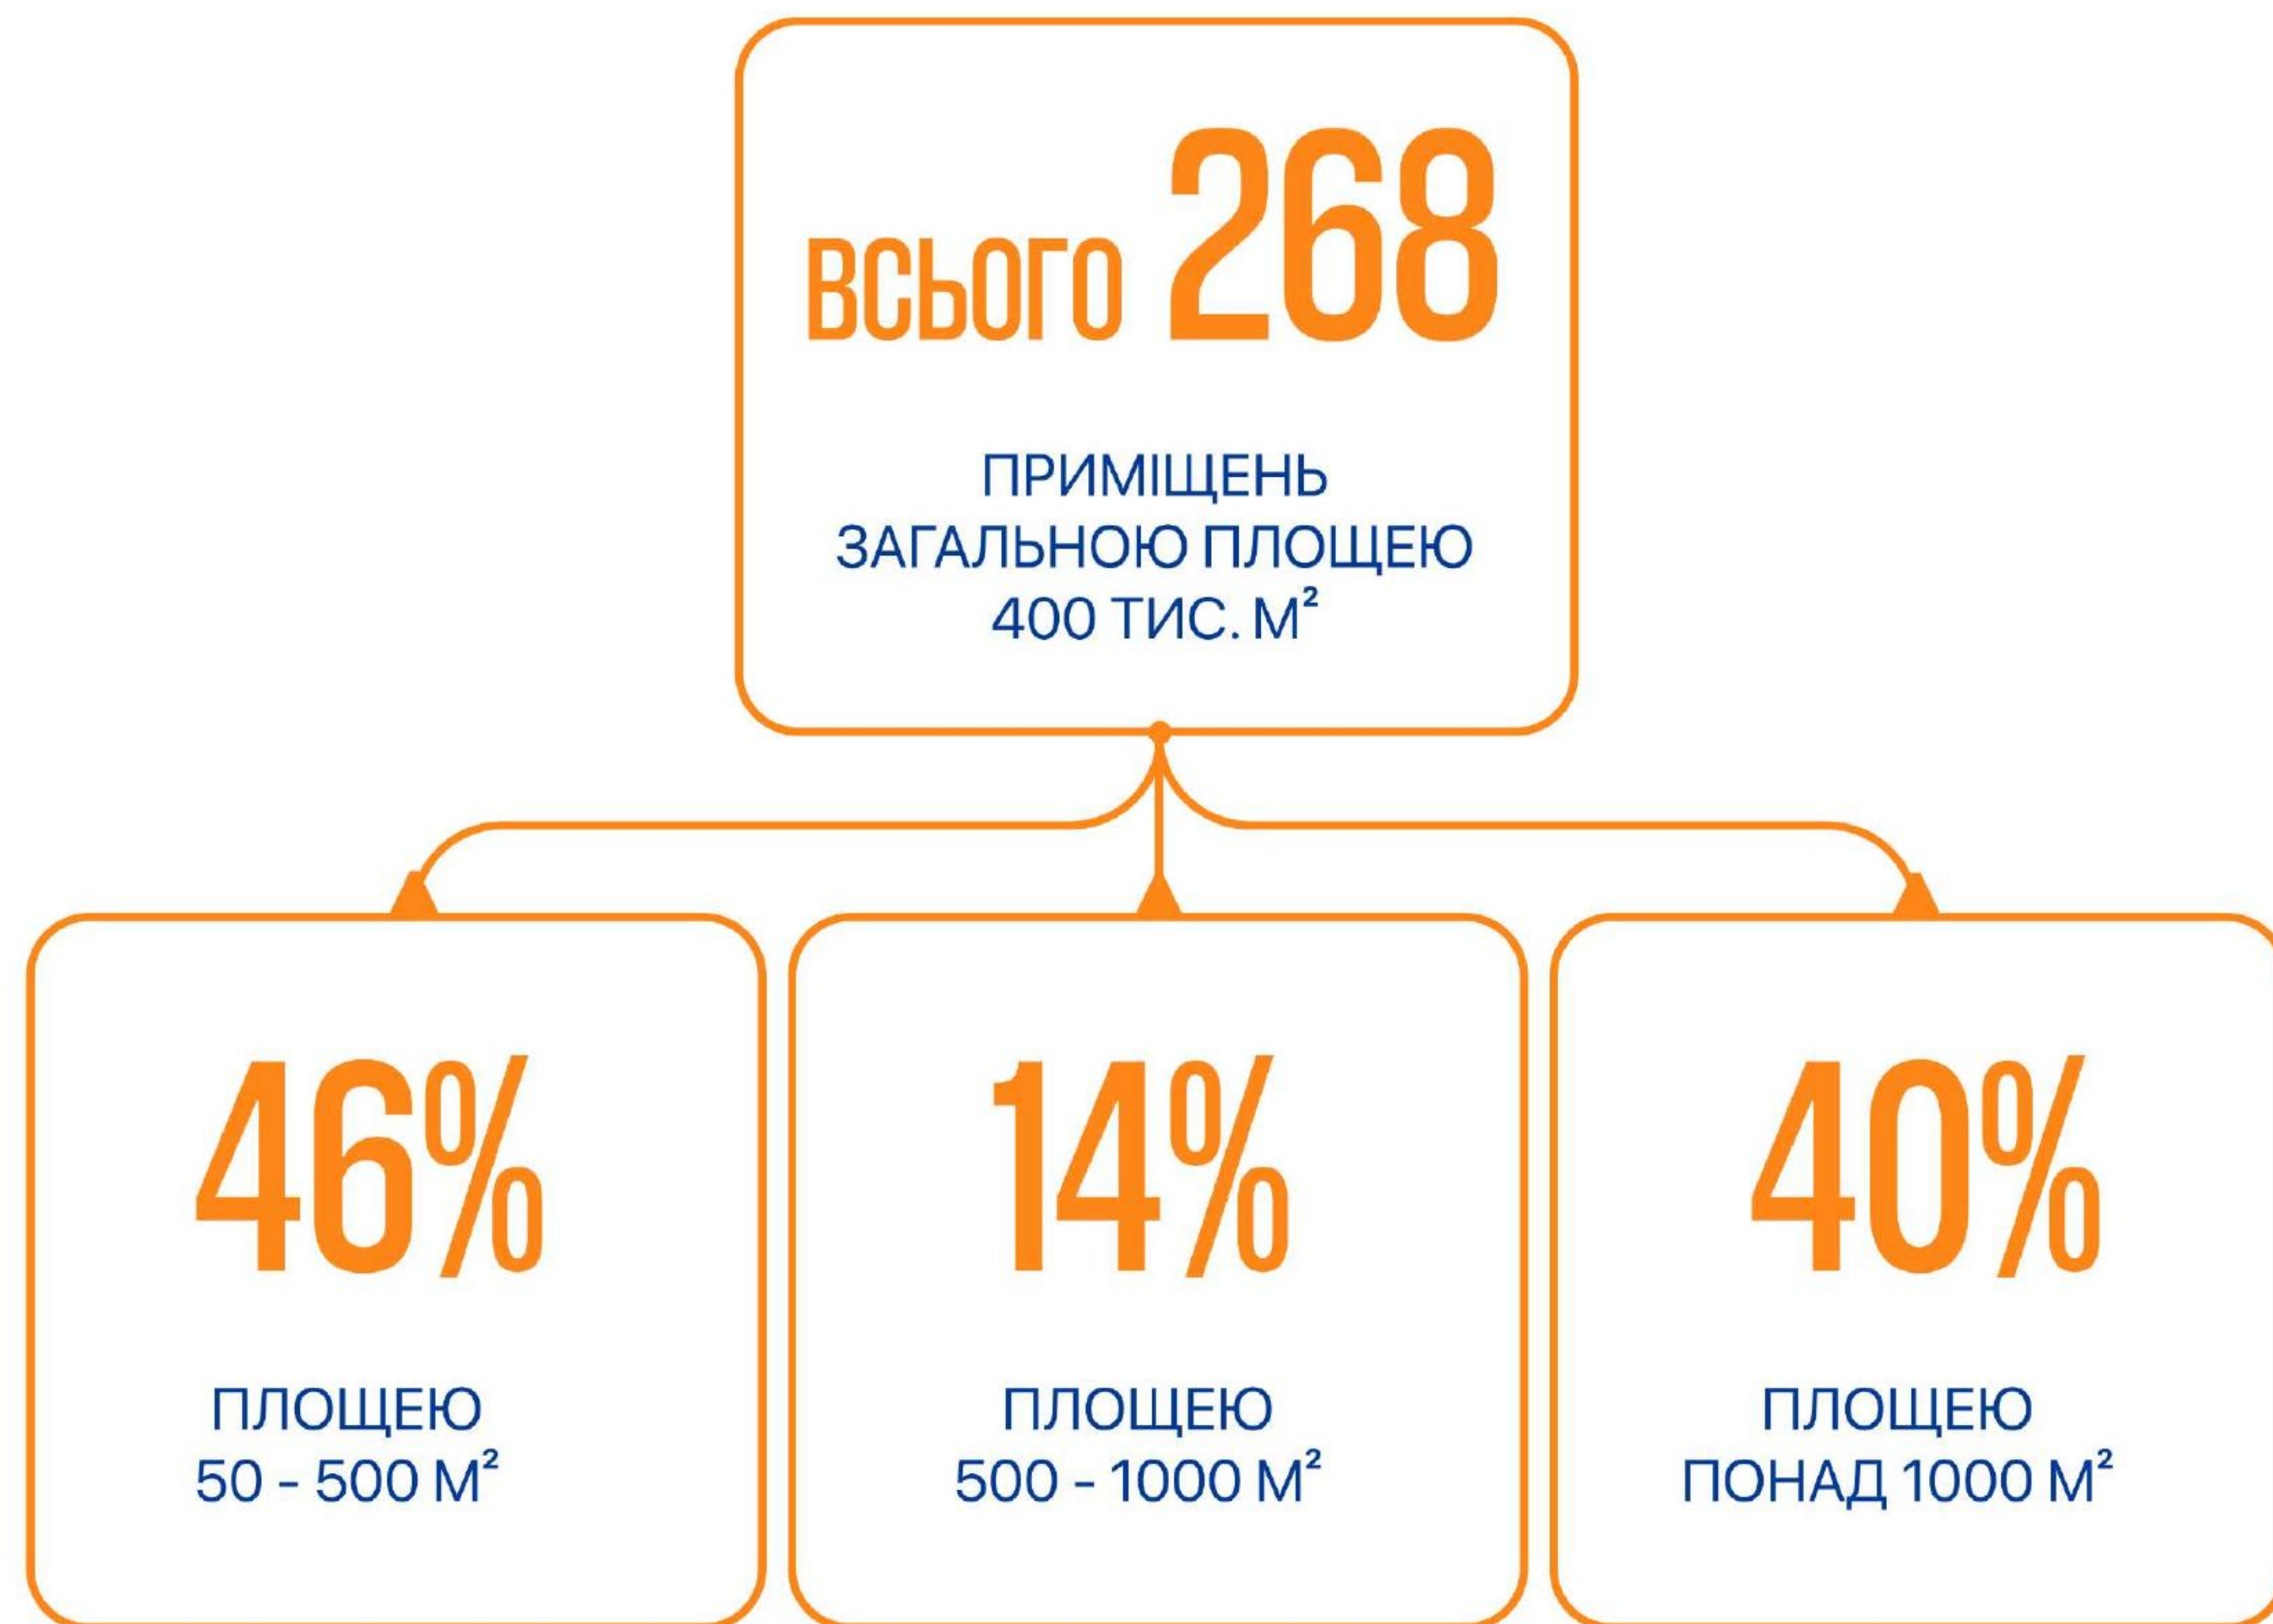 ВСЬОГО 268
ПРИМІЩЕНЬ
ЗАГАЛЬНОЮ ПЛОЩЕЮ
400 ТИС. М²
46%
ПЛОЩЕЮ
50 - 500 М²
14%
ПЛОЩЕЮ
500 - 1000 М²
40%
ПЛОЩЕЮ
ПОНАД 1000 М²